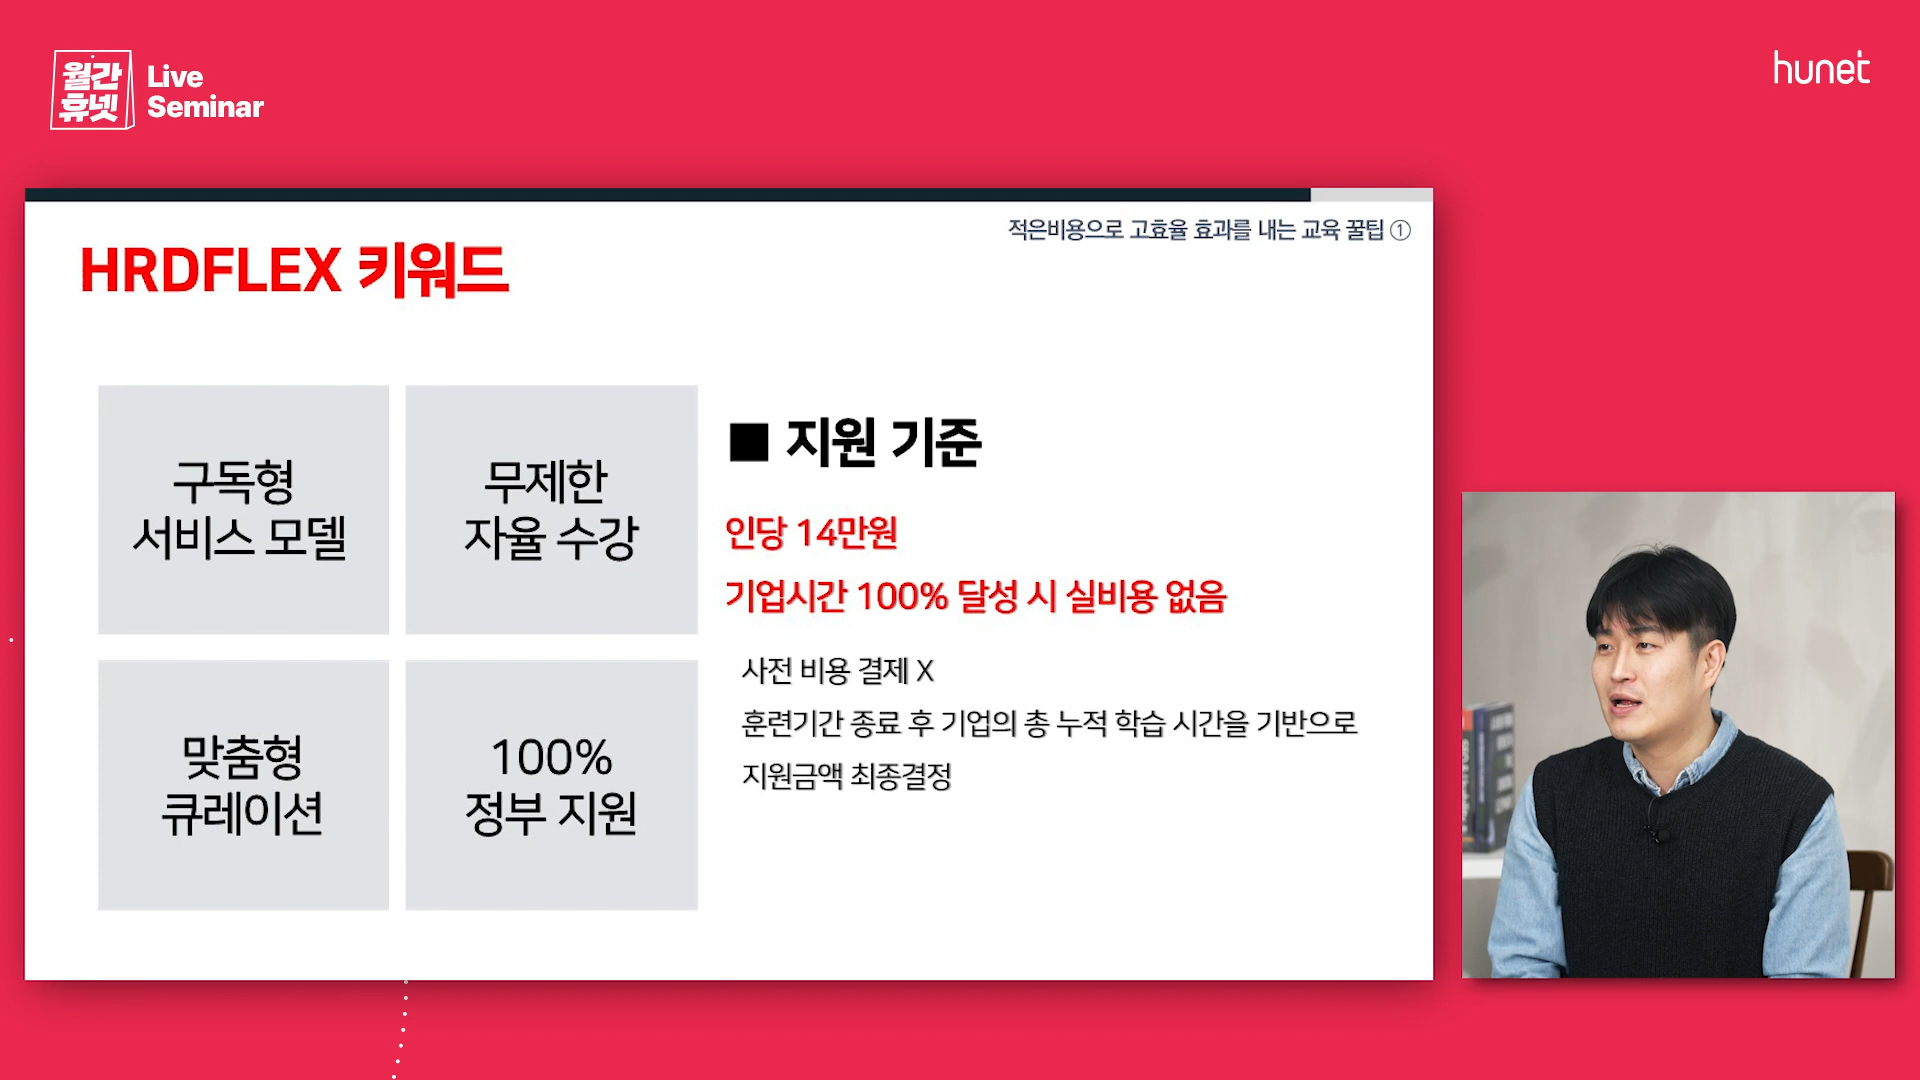 월간
휴넷
Live
Seminar
hunet
적은비용으로 고효율 효과를 내는 교육 꿀팁 ①
HRDFLEX 키워드
구독형
서비스 모델
무제한
자율 수강
맞춤형
큐레이션
100%
정부 지원
■ 지원 기준
인당 14만원
기업시간 100% 달성 시 실비용 없음
사전 비용 결제 X
훈련기간 종료 후 기업의 총 누적 학습 시간을 기반으로
지원금액 최종결정